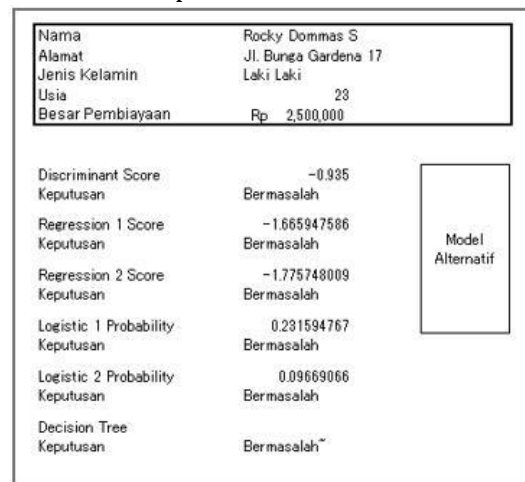 Nama Rocky Dommas S
Alamat Jl. Bunga Gardena 17
Jenis Kelamin Laki Laki
Usia 23
Besar Pembiayaan Rp 2,500,000
Discriminant Score -0.935
Keputusan Bermasalah
Regression 1 Score -1.665947586
Keputusan Bermasalah
Model
Alternatif
Regression 2 Score -1.775748009
Keputusan Bermasalah
Logistic 1 Probability 0.231594767
Keputusan Bermasalah
Logistic 2 Probability 0.09669066
Keputusan Bermasalah
Decision Tree
Keputusan Bermasalah~